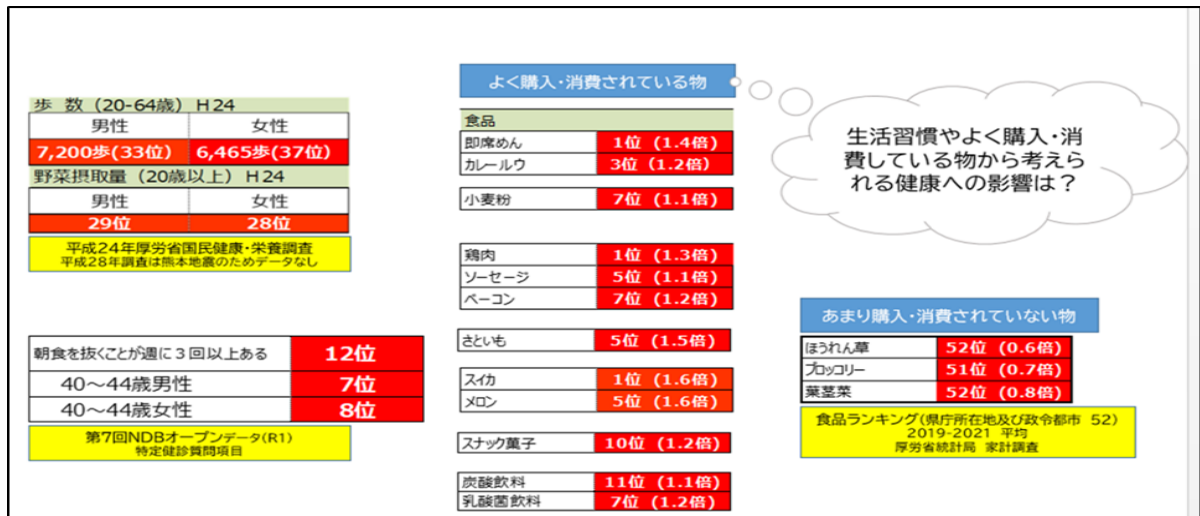 歩 数（20-64歳）H24
男性 女性
7,200歩(33位) 6,465歩(37位)
野菜摂取量（20歳以上）H24
男性 女性
29位 28位
平成24年厚労省国民健康・栄養調査
平成28年調査は熊本地震のためデータなし
朝食を抜くことが週に３回以上ある 12位
40～44歳男性 7位
40～44歳女性 8位
第7回NDBオープンデータ(R1)
特定健診質問項目
よく購入・消費されている物
食品
即席めん 1位（1.4倍）
カレールウ 3位（1.2倍）
小麦粉 7位（1.1倍）
鶏肉 1位（1.3倍）
ソーセージ 5位（1.1倍）
ベーコン 7位（1.2倍）
さといも 5位（1.5倍）
スイカ 1位（1.6倍）
メロン 5位（1.6倍）
スナック菓子 10位（1.2倍）
炭酸飲料 11位（1.1倍）
乳酸菌飲料 7位（1.2倍）
生活習慣やよく購入・消
費している物から考えら
れる健康への影響は？
あまり購入・消費されていない物
ほうれん草 52位（0.6倍）
ブロッコリー 51位（0.7倍）
葉茎菜 52位（0.8倍）
食品ランキング(県庁所在地及び政令都市 52)
2019-2021 平均
厚労省統計局 家計調査